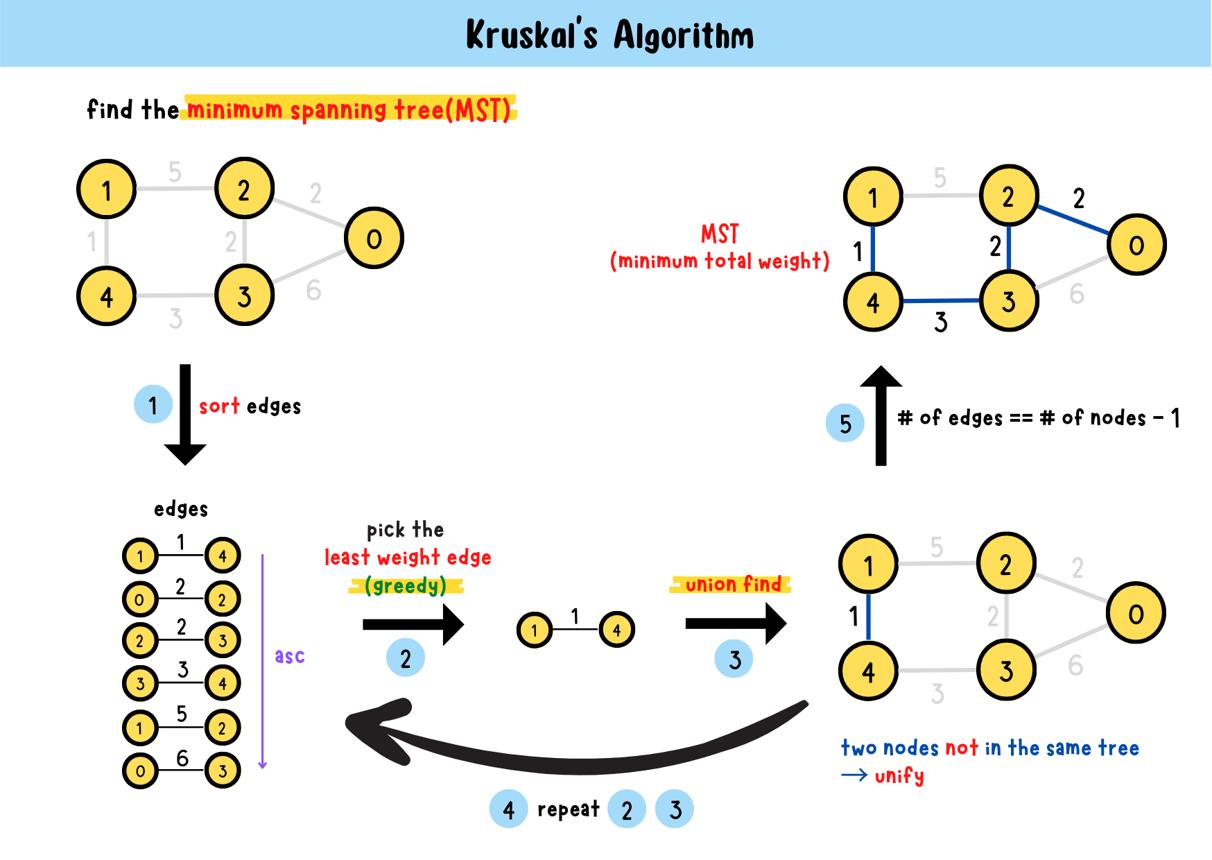 Kruskal's Algorithm
find the minimum spanning tree(MST)
1 5 2 2
1 2 0
4 3 6
3
1 sort edges
edges
1 1 4
0 2 2
2 2 3
3 3 4
1 5 2
0 6 3
asc
pick the
least weight edge
(greedy)
2
1 1 4
union find
3
1 5 2 2
1 2 0
4 3 6
3
two nodes not in the same tree
→ unify
4 repeat 2 3
5 # of edges == # of nodes - 1
MST
(minimum total weight)
1 5 2 2
1 2 0
4 3 6
3